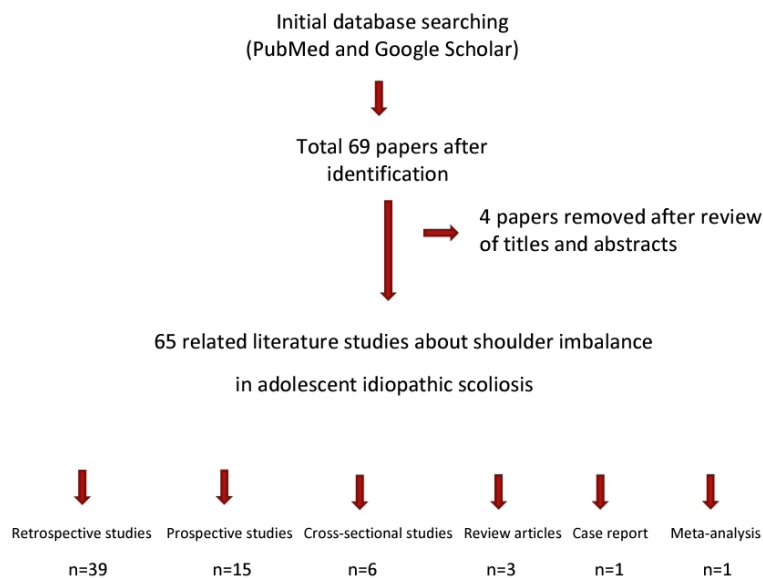 Initial database searching
(PubMed and Google Scholar)
Total 69 papers after
identification
4 papers removed after review
of titles and abstracts
65 related literature studies about shoulder imbalance
in adolescent idiopathic scoliosis
Retrospective studies
Prospective studies
Cross-sectional studies
Review articles
Case report
Meta-analysis
n=39
n=15
n=6
n=3
n=1
n=1